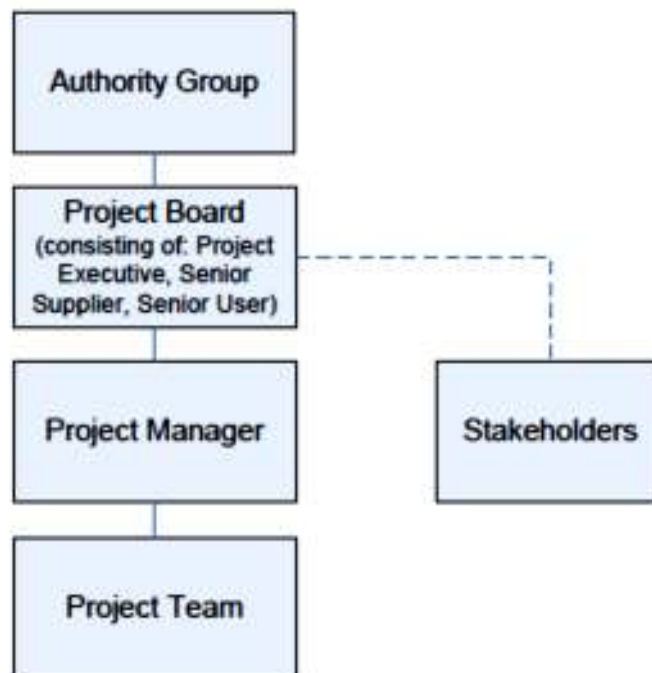 Authority Group
Project Board
(consisting of: Project
Executive, Senior
Supplier, Senior User)
Project Manager
Stakeholders
Project Team